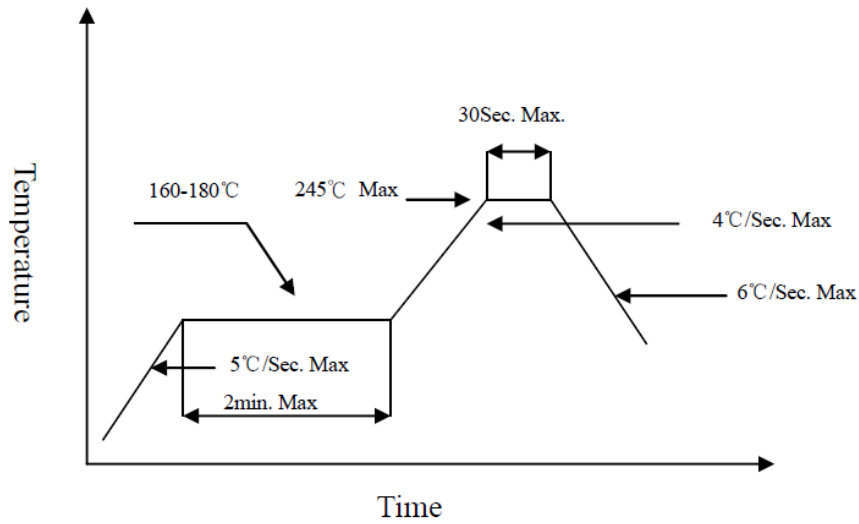 30Sec. Max.
160-180℃
245℃ Max
4℃/Sec. Max
6℃/Sec. Max
5℃/Sec. Max
2min. Max
Temperature
Time